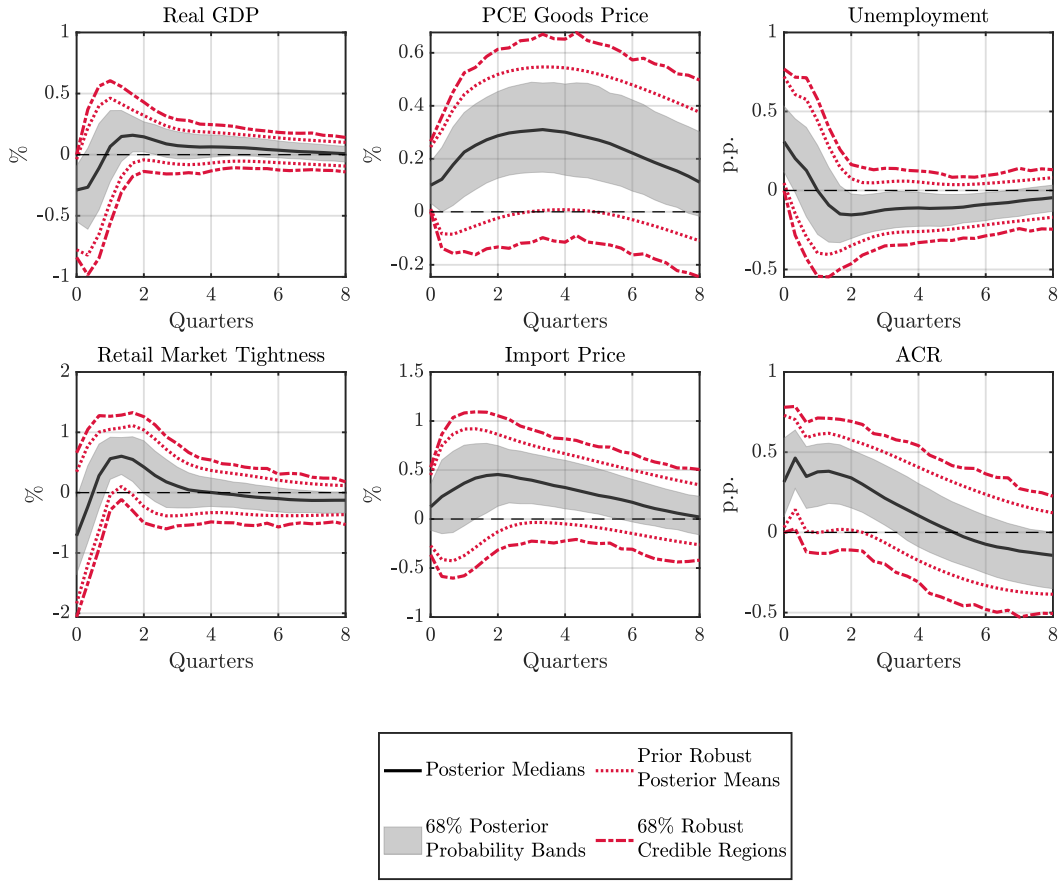 Real GDP
PCE Goods Price
Unemployment
1
0.5
0
-0.5
-1
%
0 2 4 6 8
Quarters
0.6
0.4
0.2
0
-0.2
%
0 2 4 6 8
Quarters
1
0.5
0
-0.5
p.p.
0 2 4 6 8
Quarters
Retail Market Tightness
Import Price
ACR
2
1
0
-1
-2
%
0 2 4 6 8
Quarters
1.5
1
0.5
0
-0.5
-1
%
0 2 4 6 8
Quarters
1
0.5
0
-0.5
p.p.
0 2 4 6 8
Quarters
Posterior Medians
Prior Robust
Posterior Means
68% Posterior
Probability Bands
68% Robust
Credible Regions